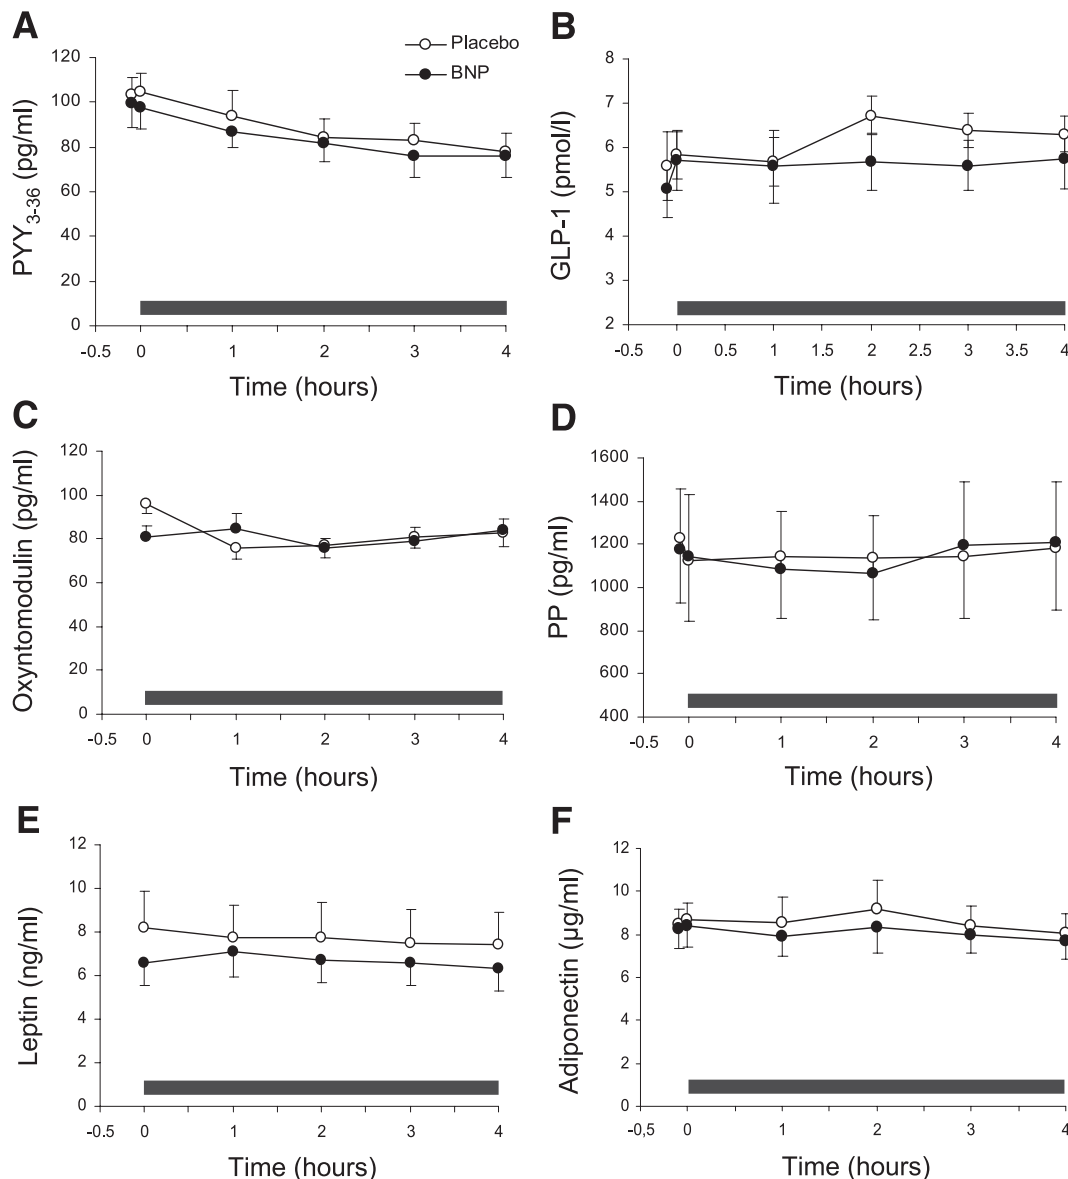 A
Placebo
BNP
PYY3-36 (pg/ml)
120
100
80
60
40
20
0
-0.5 0 1 2 3 4
Time (hours)
B
GLP-1 (pmol/l)
8
7
6
5
4
3
2
-0.5 0 0.5 1 1.5 2 2.5 3 3.5 4
Time (hours)
C
Oxyntomodulin (pg/ml)
120
100
80
60
40
20
0
-0.5 0 1 2 3 4
Time (hours)
D
PP (pg/ml)
1600
1400
1200
1000
800
600
400
-0.5 0 1 2 3 4
Time (hours)
E
Leptin (ng/ml)
12
10
8
6
4
2
0
-0.5 0 1 2 3 4
Time (hours)
F
Adiponectin (µg/ml)
12
10
8
6
4
2
0
-0,5 0 1 2 3 4
Time (hours)